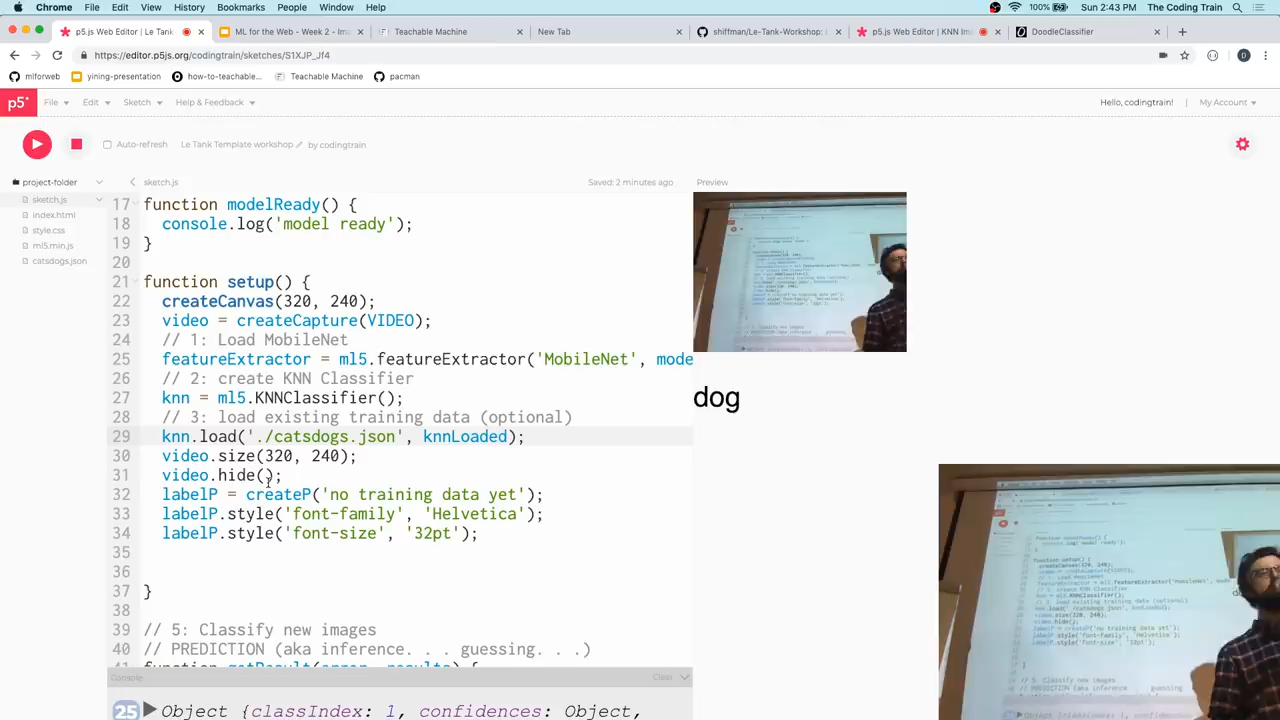 Chrome File Edit View History Bookmarks People Window Help 100% Sun 2:43 PM The Coding Train
p5.js Web Editor | Le Tank ML for the Web - Week 2 - Ima Teachable Machine New Tab shiffman/Le-Tank-Workshop: p5.js Web Editor | KNN Im DoodleClassifier
https://editor.p5js.org/codingtrain/sketches/S1XJP_Jf4
mlforweb yining-presentation how-to-teachable... Teachable Machine pacman
p5* File Edit Sketch Help & Feedback Hello, codingtrain! | My Account
Auto-refresh Le Tank Template workshop by codingtrain
project-folder sketch.js Saved: 2 minutes ago Preview
sketch.js
index.html
style.css
ml5.min.js
catsdogs.json
17 function modelReady() {
18 console.log('model ready');
19 }
20
21 function setup() {
22 createCanvas(320, 240);
23 video = createCapture(VIDEO);
24 // 1: Load MobileNet
25 featureExtractor = ml5.featureExtractor('MobileNet', mode
26 // 2: create KNN Classifier
27 knn = ml5.KNNClassifier();
28 // 3: load existing training data (optional)
29 knn.load('./catsdogs.json', knnLoaded);
30 video.size(320, 240);
31 video.hide();
32 labelP = createP('no training data yet');
33 labelP.style('font-family', 'Helvetica');
34 labelP.style('font-size', '32pt');
35
36
37 }
38
39 // 5: Classify new images
40 // PREDICTION (aka inference. . . guessing. . .)
41 function gotResult(error, results) {
dog
Console Clear
25 Object {classIndex: 1, confidences: Object,